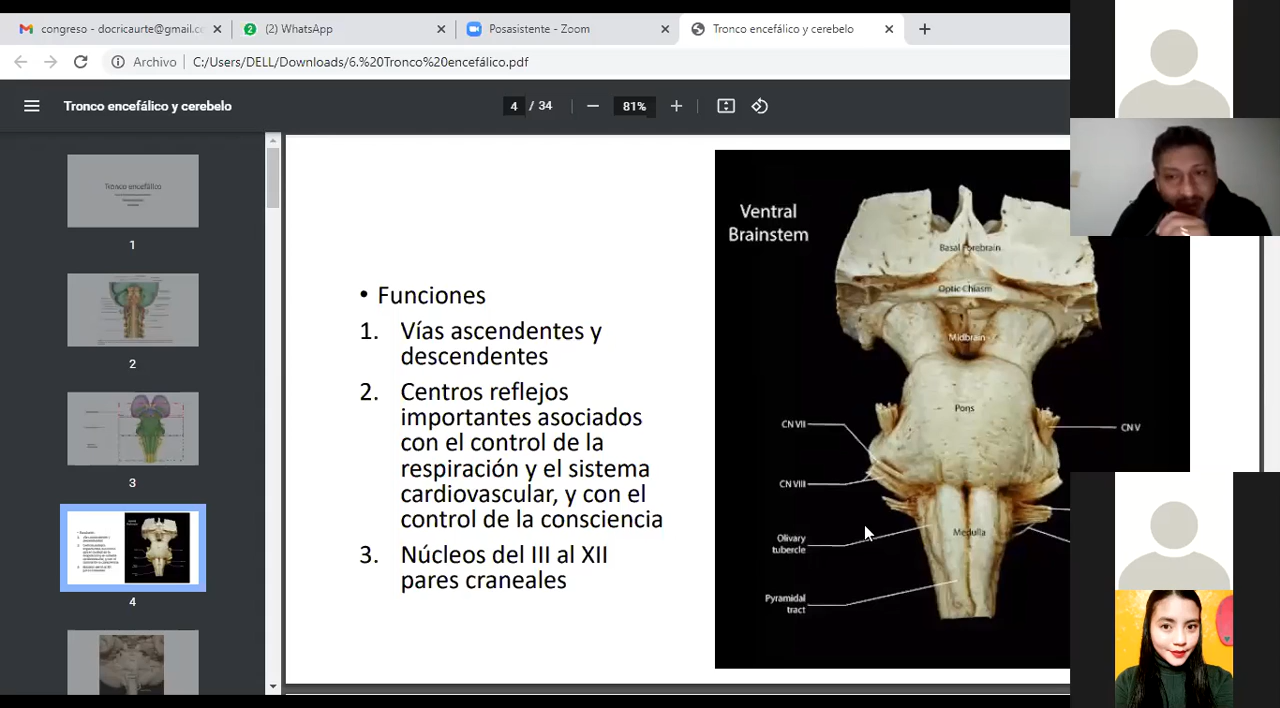 congreso - docricaurte@gmail.cc
2
(2) WhatsApp
Posasistente - Zoom
Tronco encefálico y cerebelo
Archivo
C:/Users/DELL/Downloads/6.%20Tronco%20encefálico.pdf
Tronco encefálico y cerebelo
4 / 34
81%
Tronco encefálico
1
2
3
4
• Funciones
1. Vías ascendentes y
descendentes
2. Centros reflejos
importantes asociados
con el control de la
respiración y el sistema
cardiovascular, y con el
control de la consciencia
3. Núcleos del III al XII
pares craneales
Ventral
Brainstem
Basal Forebrain
Optic Chiasm
Midbrain
Pons
CN VII
CN V
CN VIII
Medulla
Olivary
tubercle
Pyramidal
tract